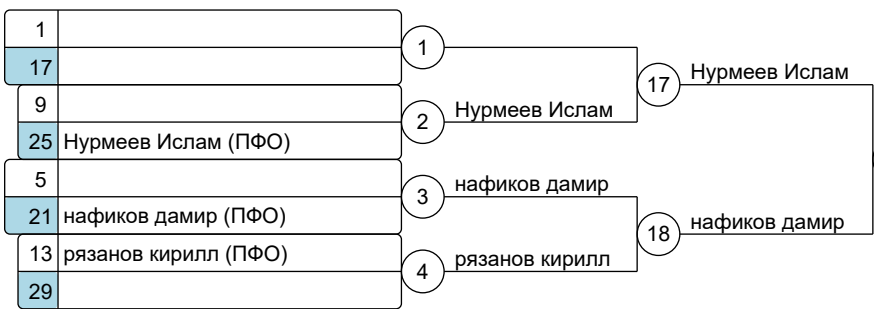 1
17
1
9
25 Нурмеев Ислам (ПФО)
2
Нурмеев Ислам
17
Нурмеев Ислам
5
21 нафиков дамир (ПФО)
3
нафиков дамир
13 рязанов кирилл (ПФО)
29
4
рязанов кирилл
18
нафиков дамир